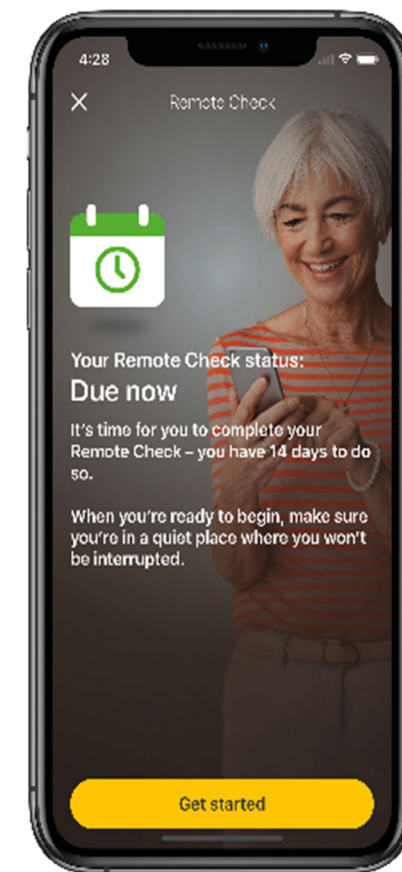 4:28
Remote Check
Your Remote Check status:
Due now
It's time for you to complete your
Remote Check – you have 14 days to do
so.
When you're ready to begin, make sure
you're in a quiet place where you won't
be interrupted.
Get started